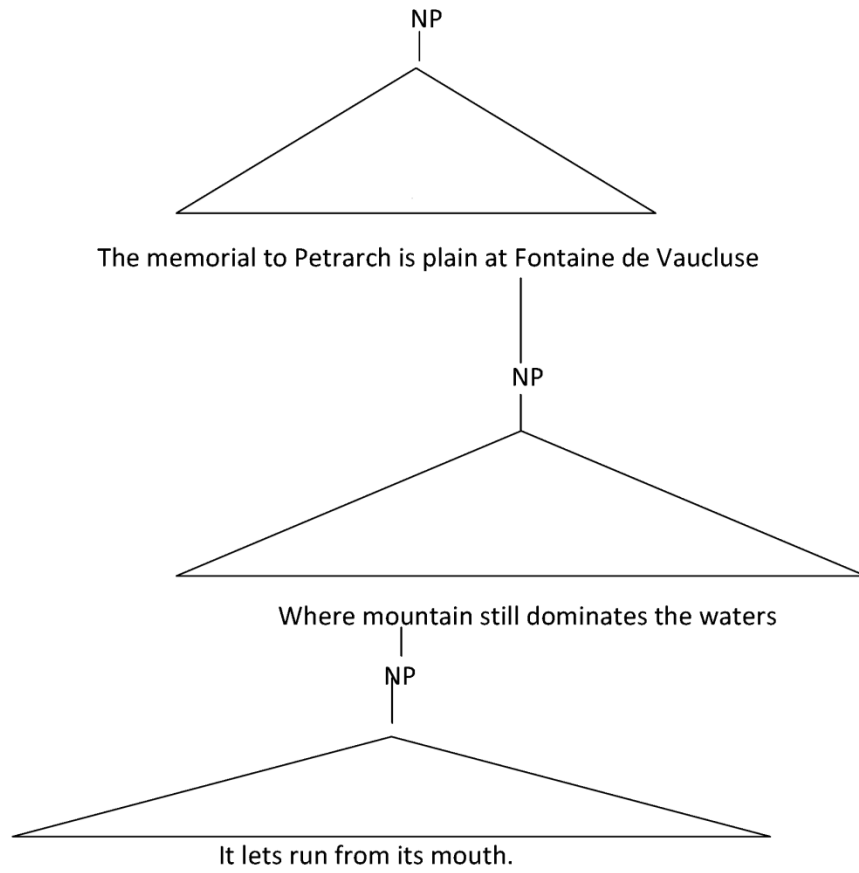 NP
The memorial to Petrarch is plain at Fontaine de Vaucluse
NP
Where mountain still dominates the waters
NP
It lets run from its mouth.